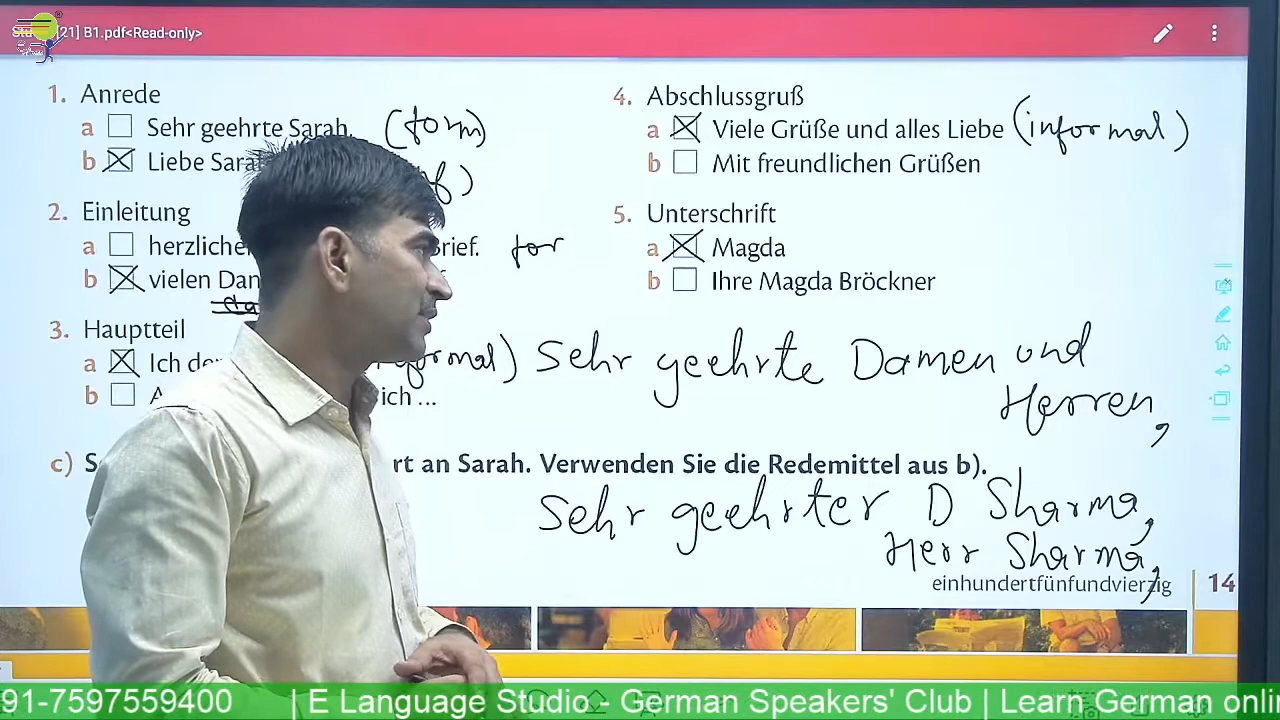 [21] B1.pdf<Read-only>
1. Anrede
a Sehr geehrte Sarah, (form)
b Liebe Sara
2. Einleitung
a herzliche Brief. for
b vielen Dan
3. Hauptteil
a Ich de formal)
b A ich ...
4. Abschlussgruß
a Viele Grüße und alles Liebe (informal)
b Mit freundlichen Grüßen
5. Unterschrift
a Magda
b Ihre Magda Bröckner
Sehr geehrte Damen und
Herren,
c) S rt an Sarah. Verwenden Sie die Redemittel aus b).
Sehr geehrter D Sharma,
Herr Sharma,
einhundertfünfundvierzig 14
91-7597559400 | E Language Studio - German Speakers' Club | Learn German onli